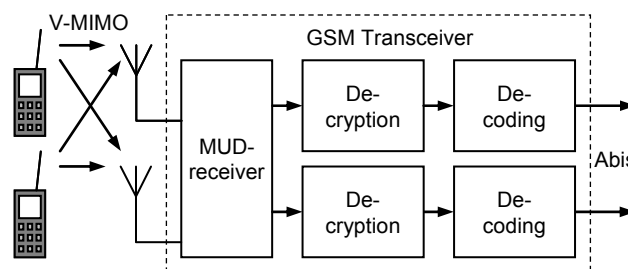 V-MIMO
GSM Transceiver
MUD-
receiver
De-
cryption
De-
coding
De-
cryption
De-
coding
Abis